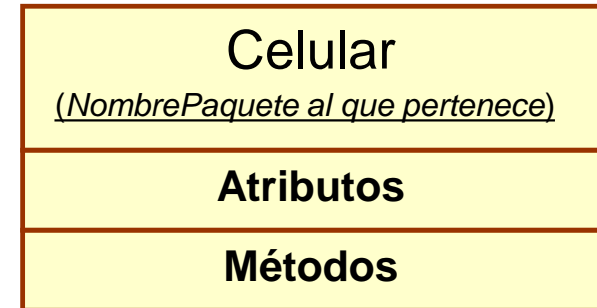 Celular
(NombrePaquete al que pertenece)
Atributos
Métodos